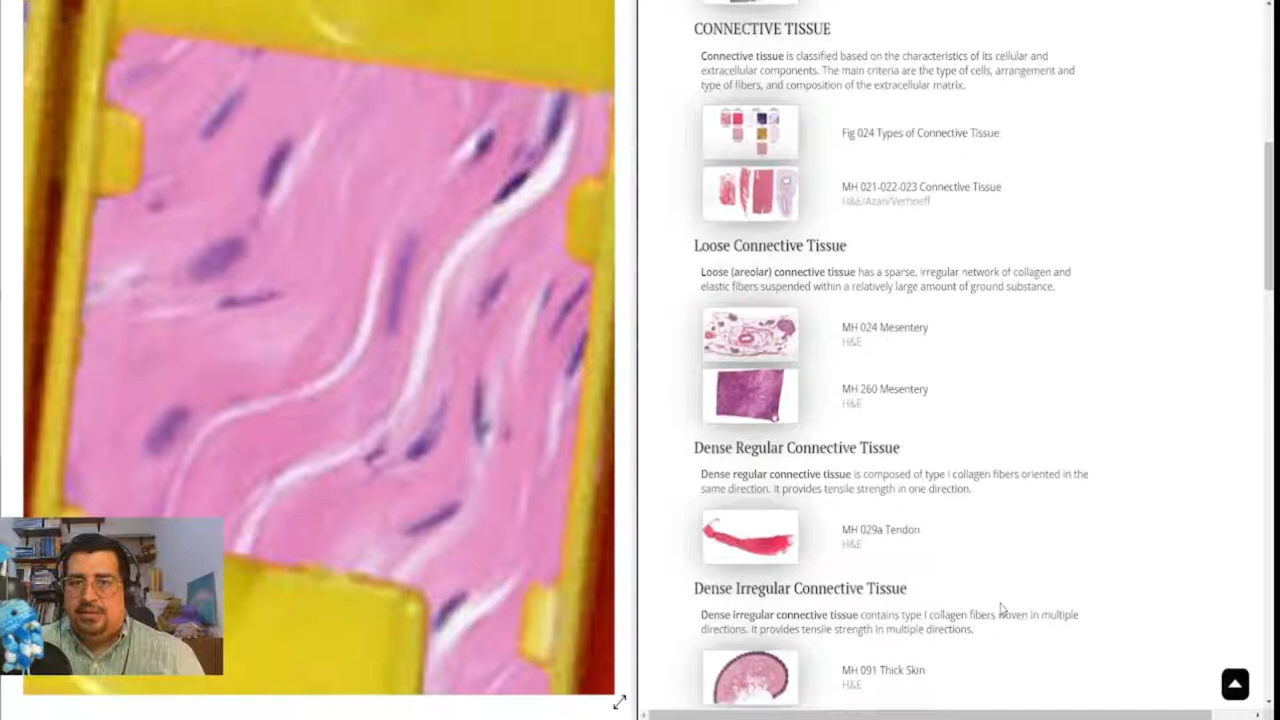 CONNECTIVE TISSUE
Connective tissue is classified based on the characteristics of its cellular and
extracellular components. The main criteria are the type of cells, arrangement and
type of fibers, and composition of the extracellular matrix.
Fig 024 Types of Connective Tissue
MH 021-022-023 Connective Tissue
H&E/Azan/Verhoeff
Loose Connective Tissue
Loose (areolar) connective tissue has a sparse, irregular network of collagen and
elastic fibers suspended within a relatively large amount of ground substance.
MH 024 Mesentery
H&E
MH 260 Mesentery
H&E
Dense Regular Connective Tissue
Dense regular connective tissue is composed of type I collagen fibers oriented in the
same direction. It provides tensile strength in one direction.
MH 029a Tendon
H&E
Dense Irregular Connective Tissue
Dense irregular connective tissue contains type I collagen fibers woven in multiple
directions. It provides tensile strength in multiple directions.
MH 091 Thick Skin
H&E